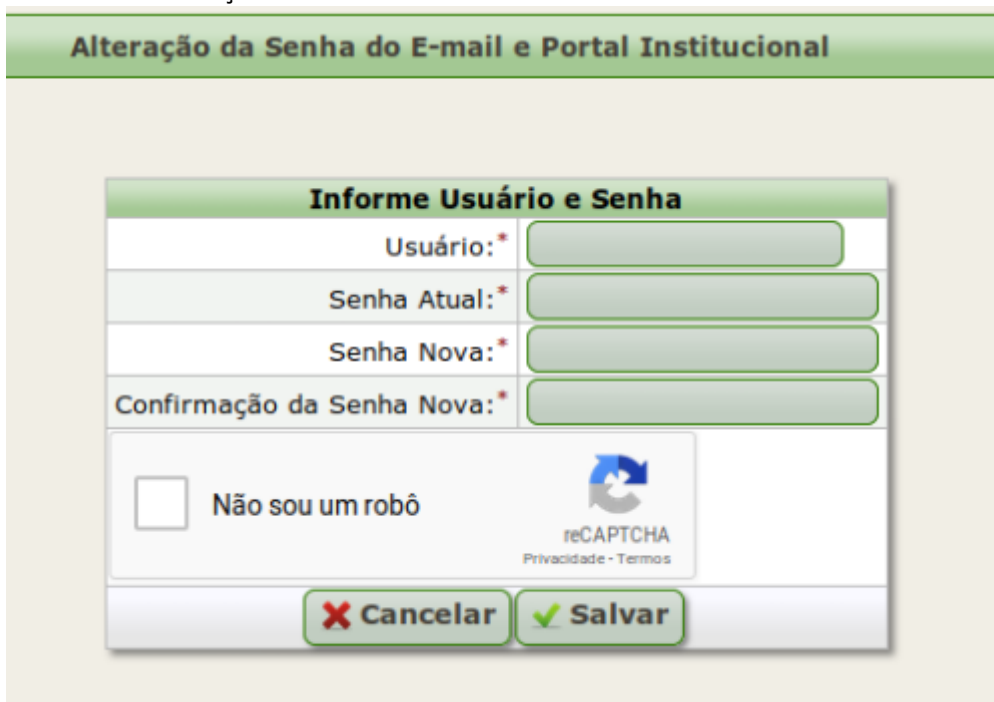 Alteração da Senha do E-mail e Portal Institucional
Informe Usuário e Senha
Usuário:*
Senha Atual:*
Senha Nova:*
Confirmação da Senha Nova:*
Não sou um robô
reCAPTCHA
Privacidade - Termos
Cancelar Salvar